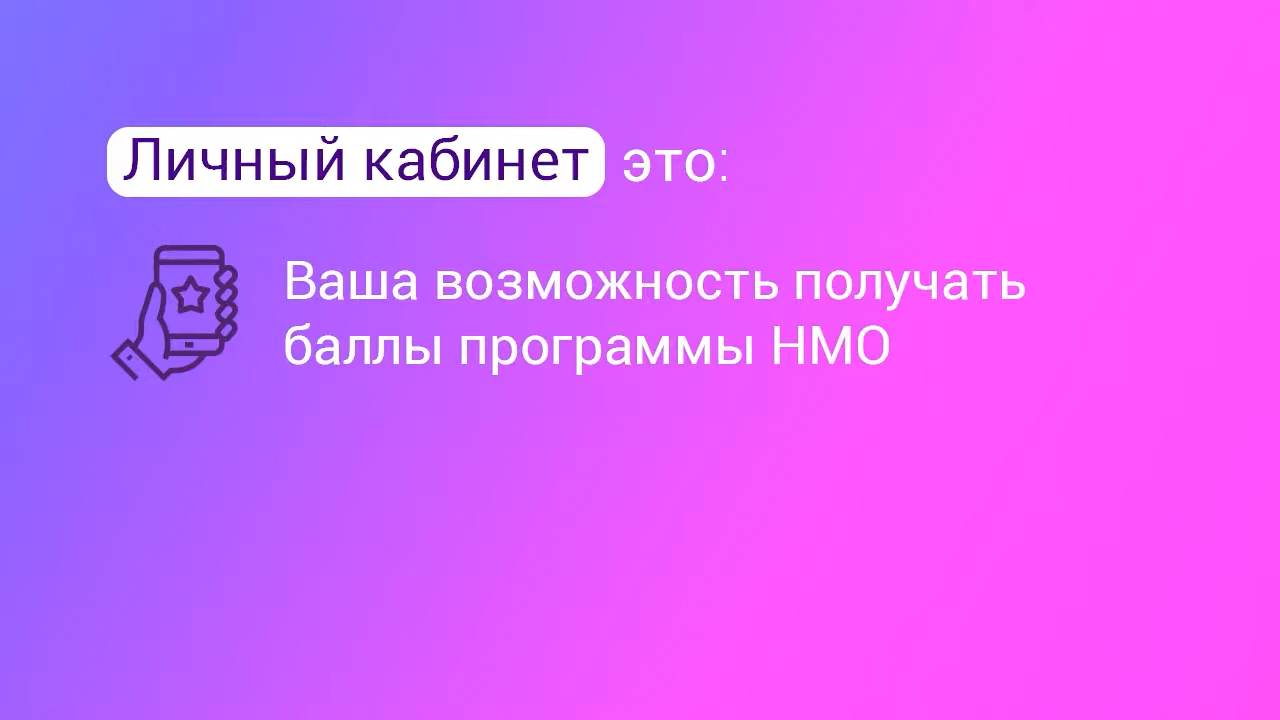 Личный кабинет это:
Ваша возможность получать
баллы программы НМО